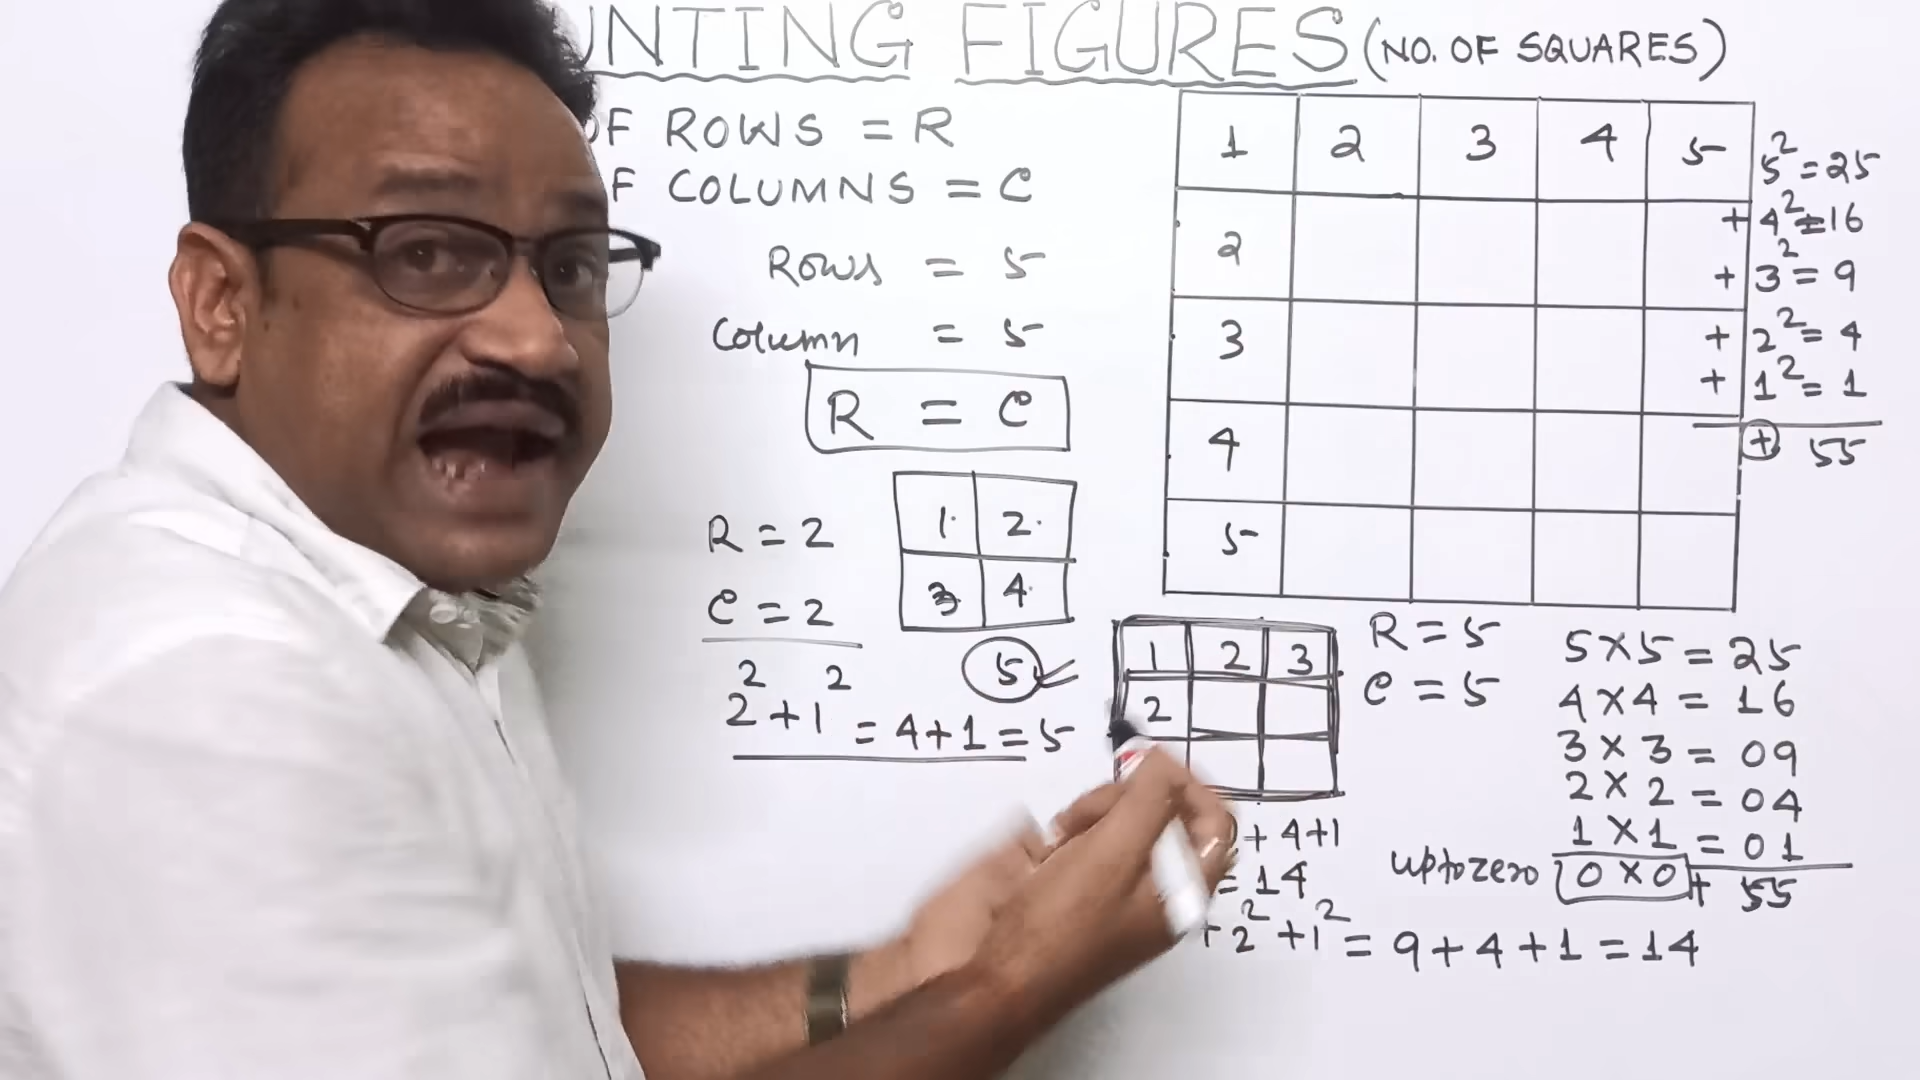 UNTING FIGURES (NO. OF SQUARES)
OF ROWS = R
F COLUMNS = C
Rows = 5
Column = 5
R = C
R = 2
C = 2
2² + 1² = 4 + 1 = 5
1 2
3 4
5
1 2 3 4 5
2
3
4
5
5² = 25
+ 4² = 16
+ 3² = 9
+ 2² = 4
+ 1² = 1
+ 55
1 2 3
2
+ 4 + 1
= 14
+ 2² + 1² = 9 + 4 + 1 = 14
R = 5
C = 5
5 X 5 = 25
4 X 4 = 16
3 X 3 = 09
2 X 2 = 04
1 X 1 = 01
upto zero 0 X 0 + 55